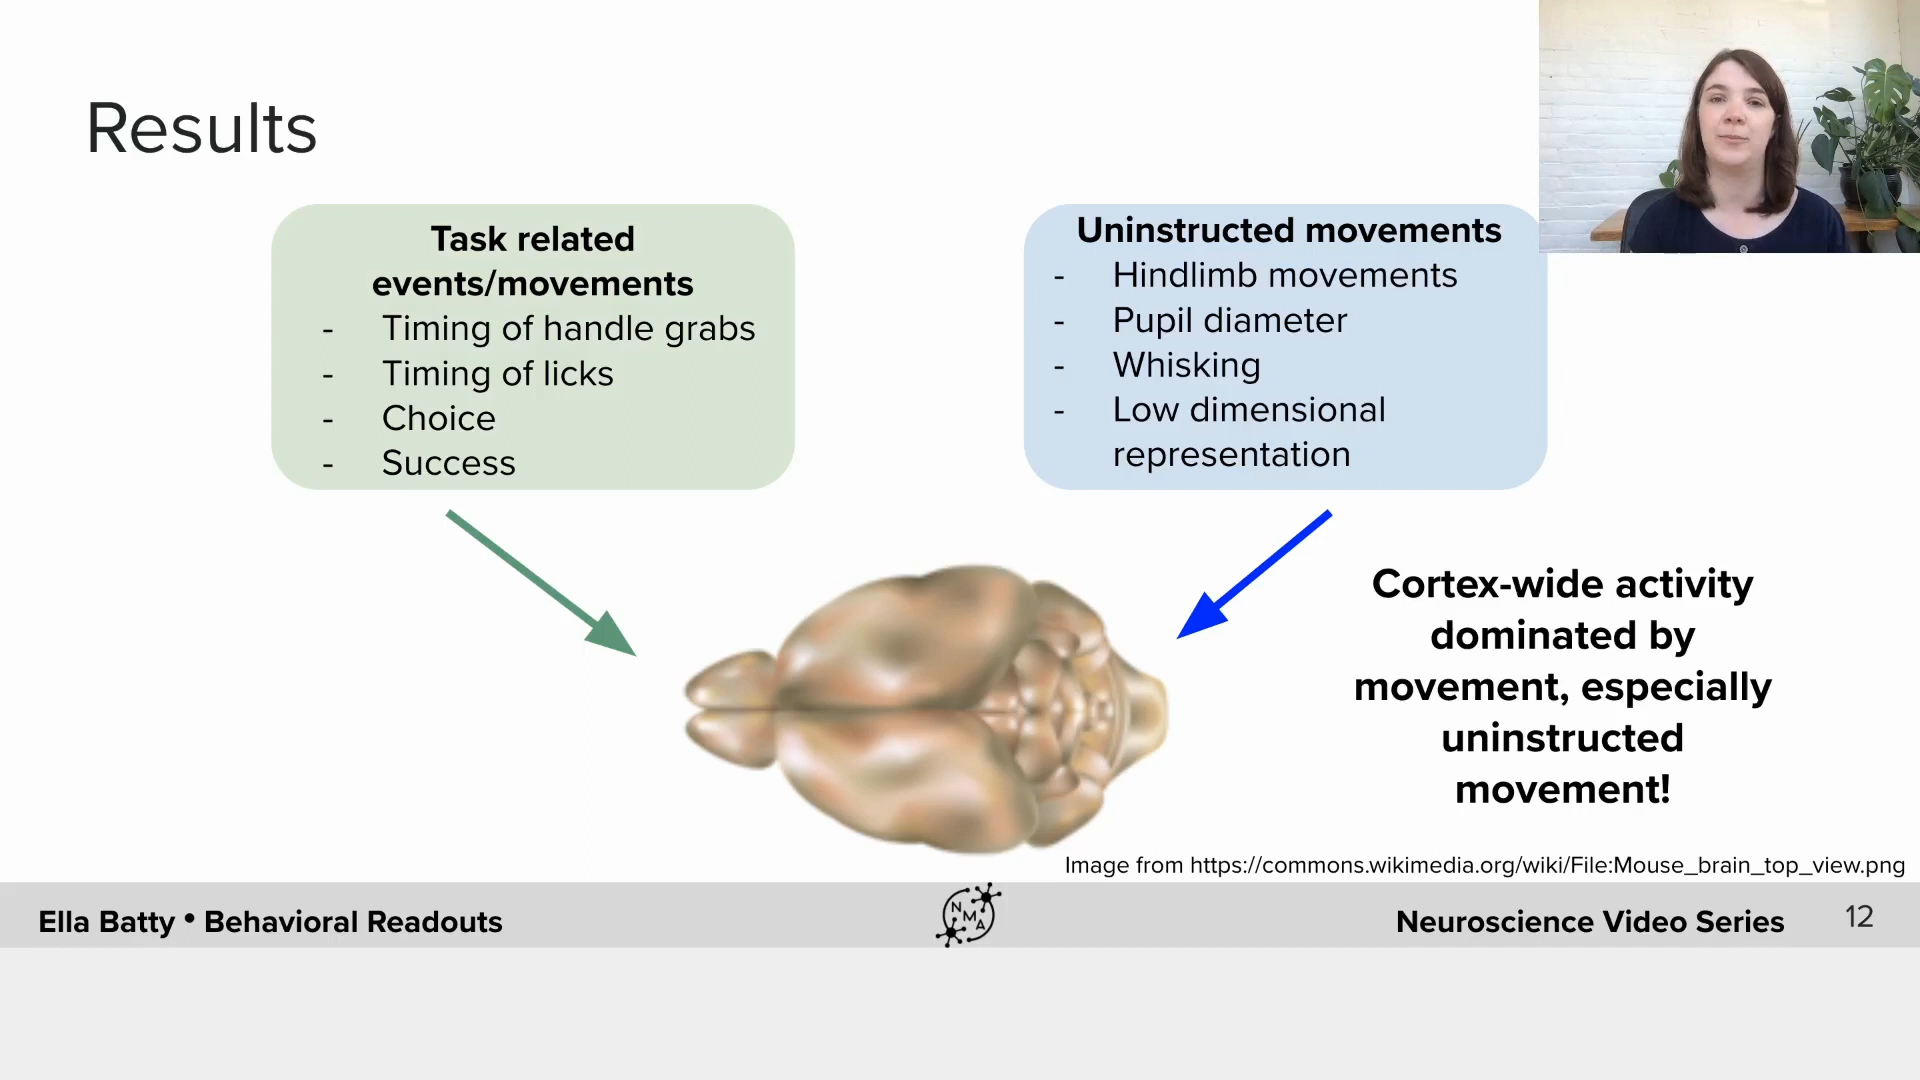 Results
Task related
events/movements
- Timing of handle grabs
- Timing of licks
- Choice
- Success
Uninstructed movements
- Hindlimb movements
- Pupil diameter
- Whisking
- Low dimensional
representation
Cortex-wide activity
dominated by
movement, especially
uninstructed
movement!
Image from https://commons.wikimedia.org/wiki/File:Mouse_brain_top_view.png
Ella Batty • Behavioral Readouts
NMA
Neuroscience Video Series
12